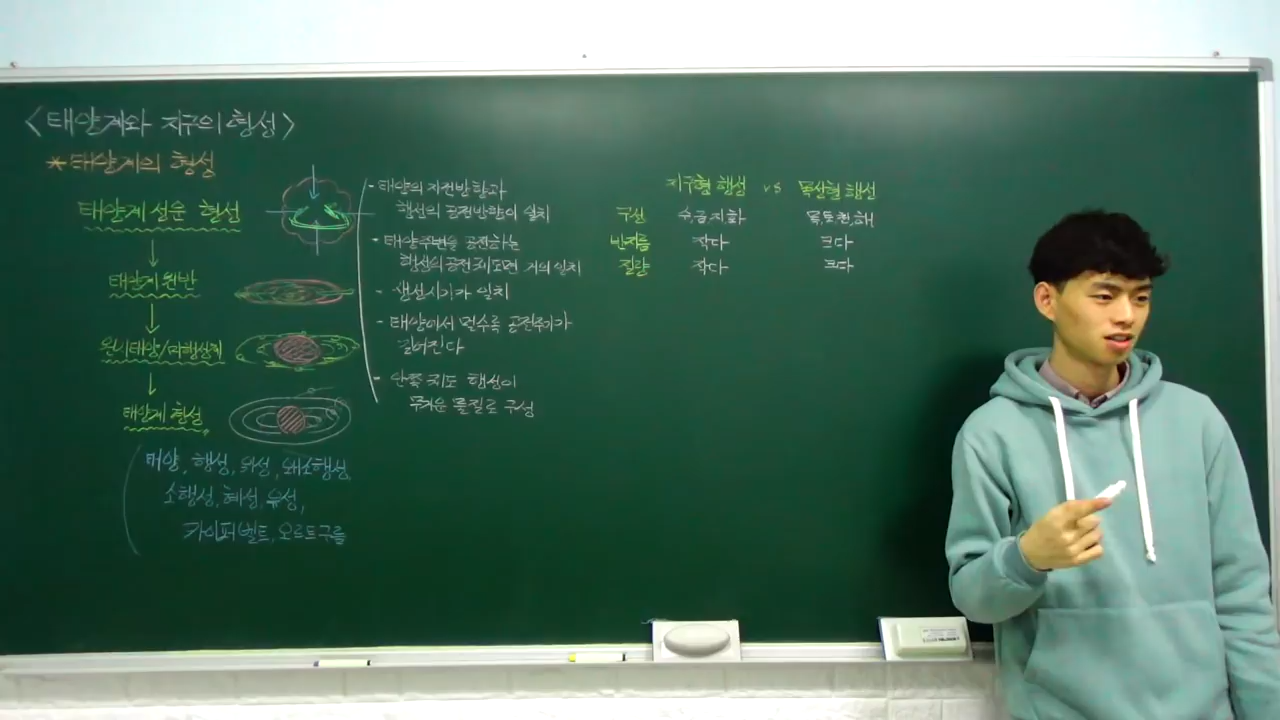 <태양계와 지구의 형성>
*태양계의 형성
태양계 성운 형성
태양계 원반
원시태양/미행성체
태양계 형성
태양, 행성, 위성, 왜소행성,
소행성, 혜성, 유성,
카이퍼벨트, 오르트구름
- 태양의 자전방향과
행성의 공전방향이 일치
- 태양주변을 공전하는
행성의 공전궤도면 거의 일치
- 생성시기가 일치
- 태양에서 멀수록 공전주기가
길어진다
- 안쪽 궤도 행성이
무거운 물질로 구성
지구형 행성 vs 목성형 행성
구성 수금지화 목토천해
반지름 작다 크다
질량 작다 크다